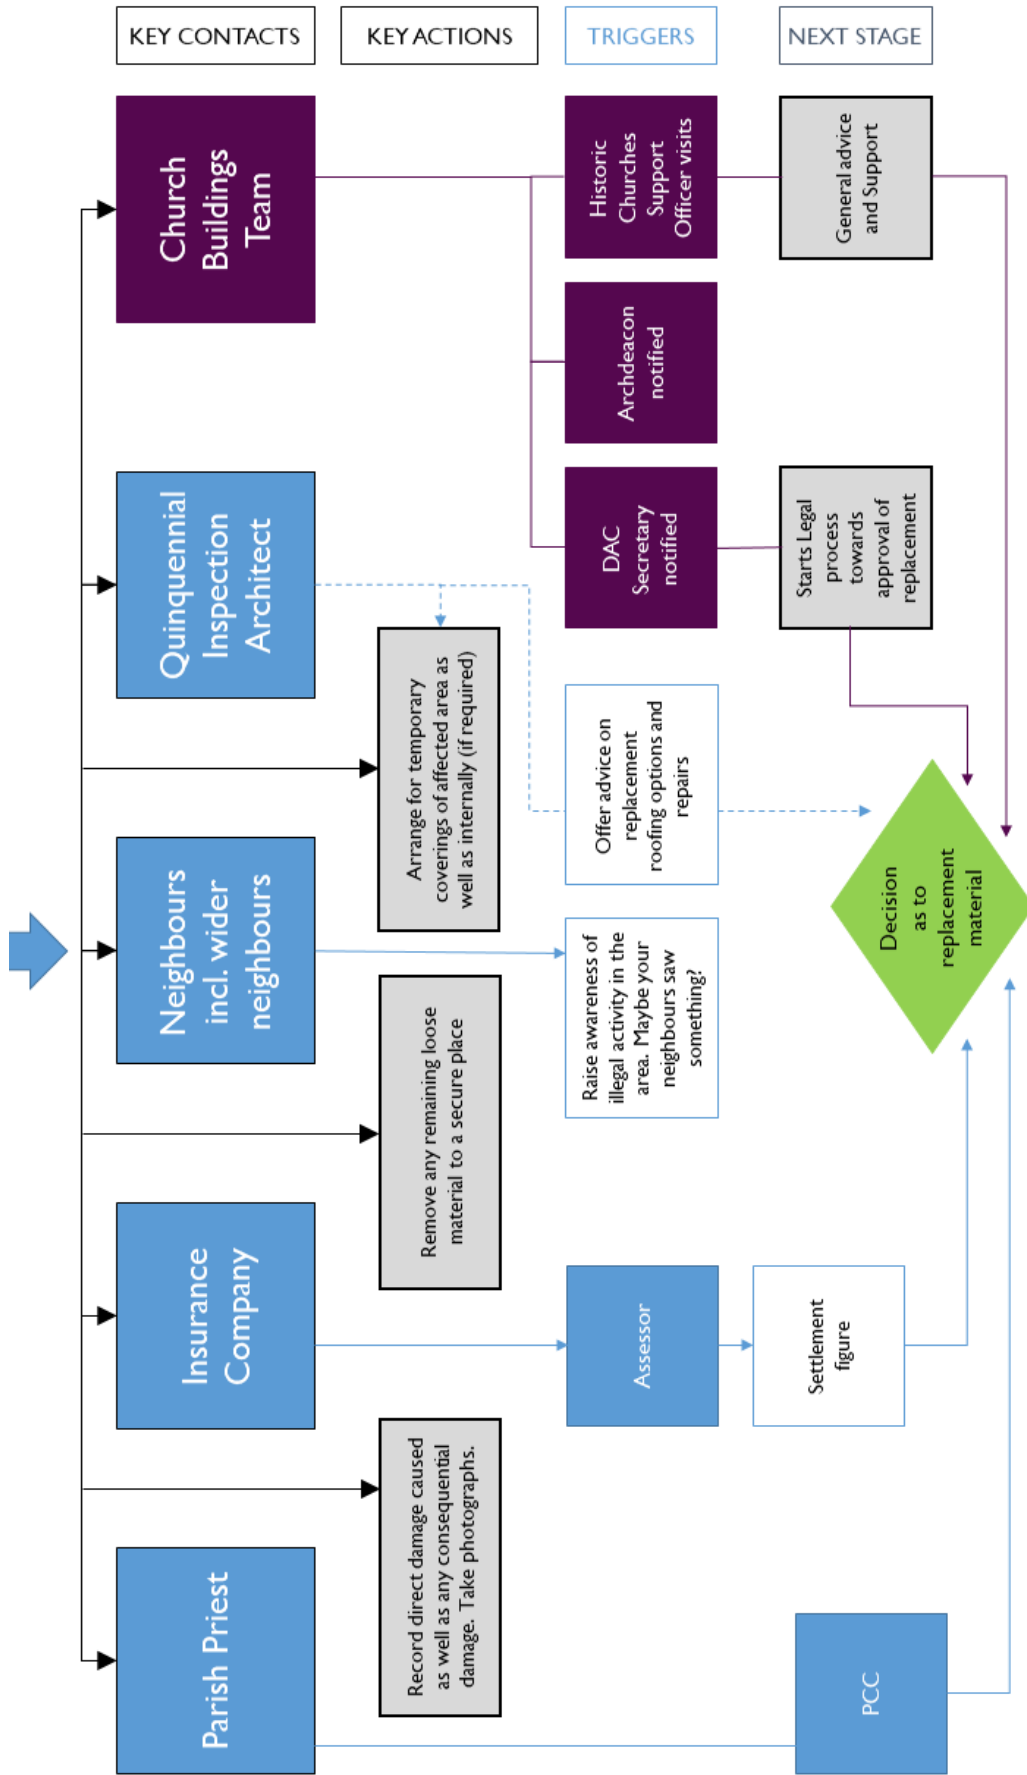 KEY CONTACTS
Parish Priest
Insurance
Company
Neighbours
incl. wider
neighbours
Quinquennial
Inspection
Architect
Church
Buildings
Team
KEY ACTIONS
Record direct damage caused
as well as any consequential
damage. Take photographs.
Remove any remaining loose
material to a secure place
Arrange for temporary
coverings of affected area as
well as internally (if required)
TRIGGERS
Assessor
Raise awareness of
illegal activity in the
area. Maybe your
neighbours saw
something?
Offer advice on
replacement
roofing options and
repairs
DAC
Secretary
notified
Archdeacon
notified
Historic
Churches
Support
Officer visits
NEXT STAGE
PCC
Settlement
figure
Decision
as to
replacement
material
Starts Legal
process
towards
approval of
replacement
General advice
and Support